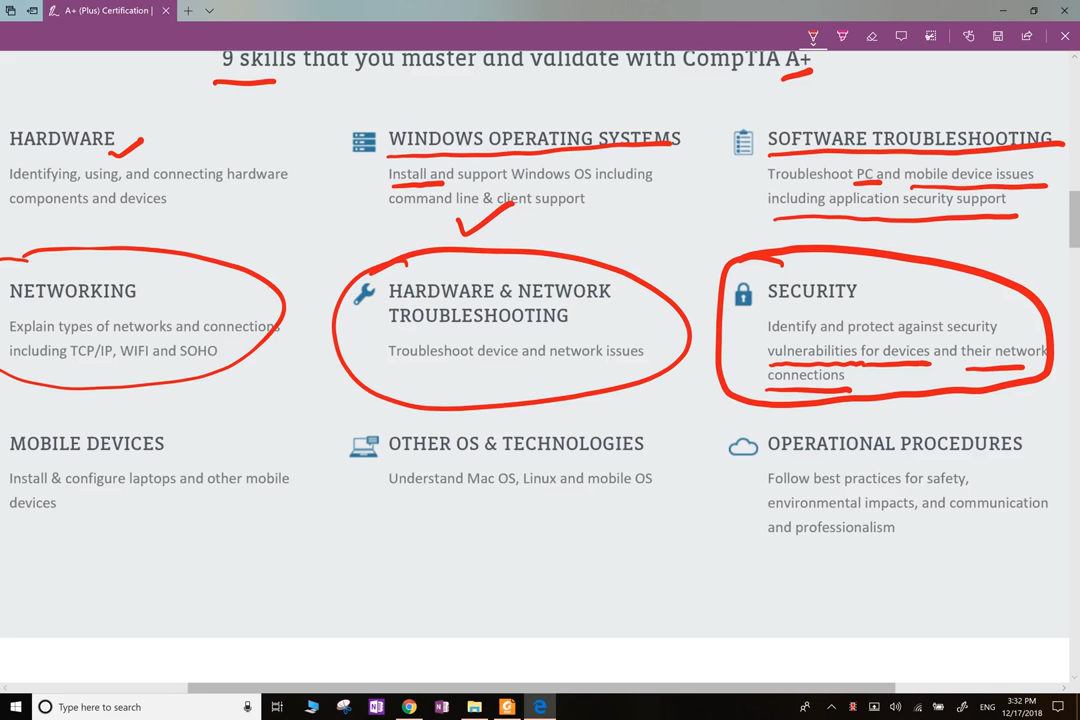 A+ (Plus) Certification |
9 skills that you master and validate with CompTIA A+
HARDWARE
Identifying, using, and connecting hardware
components and devices
WINDOWS OPERATING SYSTEMS
Install and support Windows OS including
command line & client support
SOFTWARE TROUBLESHOOTING
Troubleshoot PC and mobile device issues
including application security support
NETWORKING
Explain types of networks and connections
including TCP/IP, WIFI and SOHO
HARDWARE & NETWORK
TROUBLESHOOTING
Troubleshoot device and network issues
SECURITY
Identify and protect against security
vulnerabilities for devices and their network
connections
MOBILE DEVICES
Install & configure laptops and other mobile
devices
OTHER OS & TECHNOLOGIES
Understand Mac OS, Linux and mobile OS
OPERATIONAL PROCEDURES
Follow best practices for safety,
environmental impacts, and communication
and professionalism
Type here to search
ENG
3:32 PM
12/17/2018